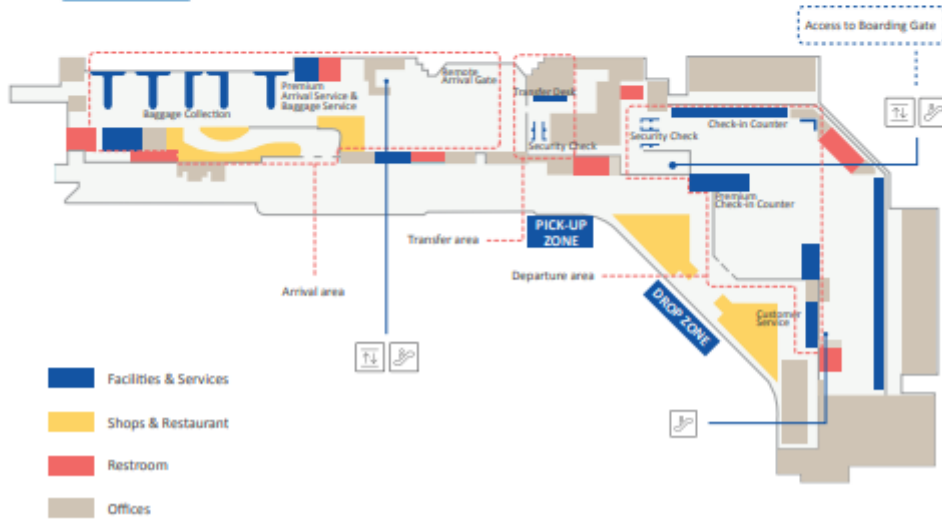 Access to Boarding Gate
Remote
Arrival Gate
Premium
Arrival Service &
Baggage Service
Baggage Collection
Transfer Desk
Security Check
Check-in Counter
Security Check
Premium
Check-in Counter
PICK-UP
ZONE
Transfer area
Departure area
Arrival area
DROP ZONE
Customer
Service
Facilities & Services
Shops & Restaurant
Restroom
Offices